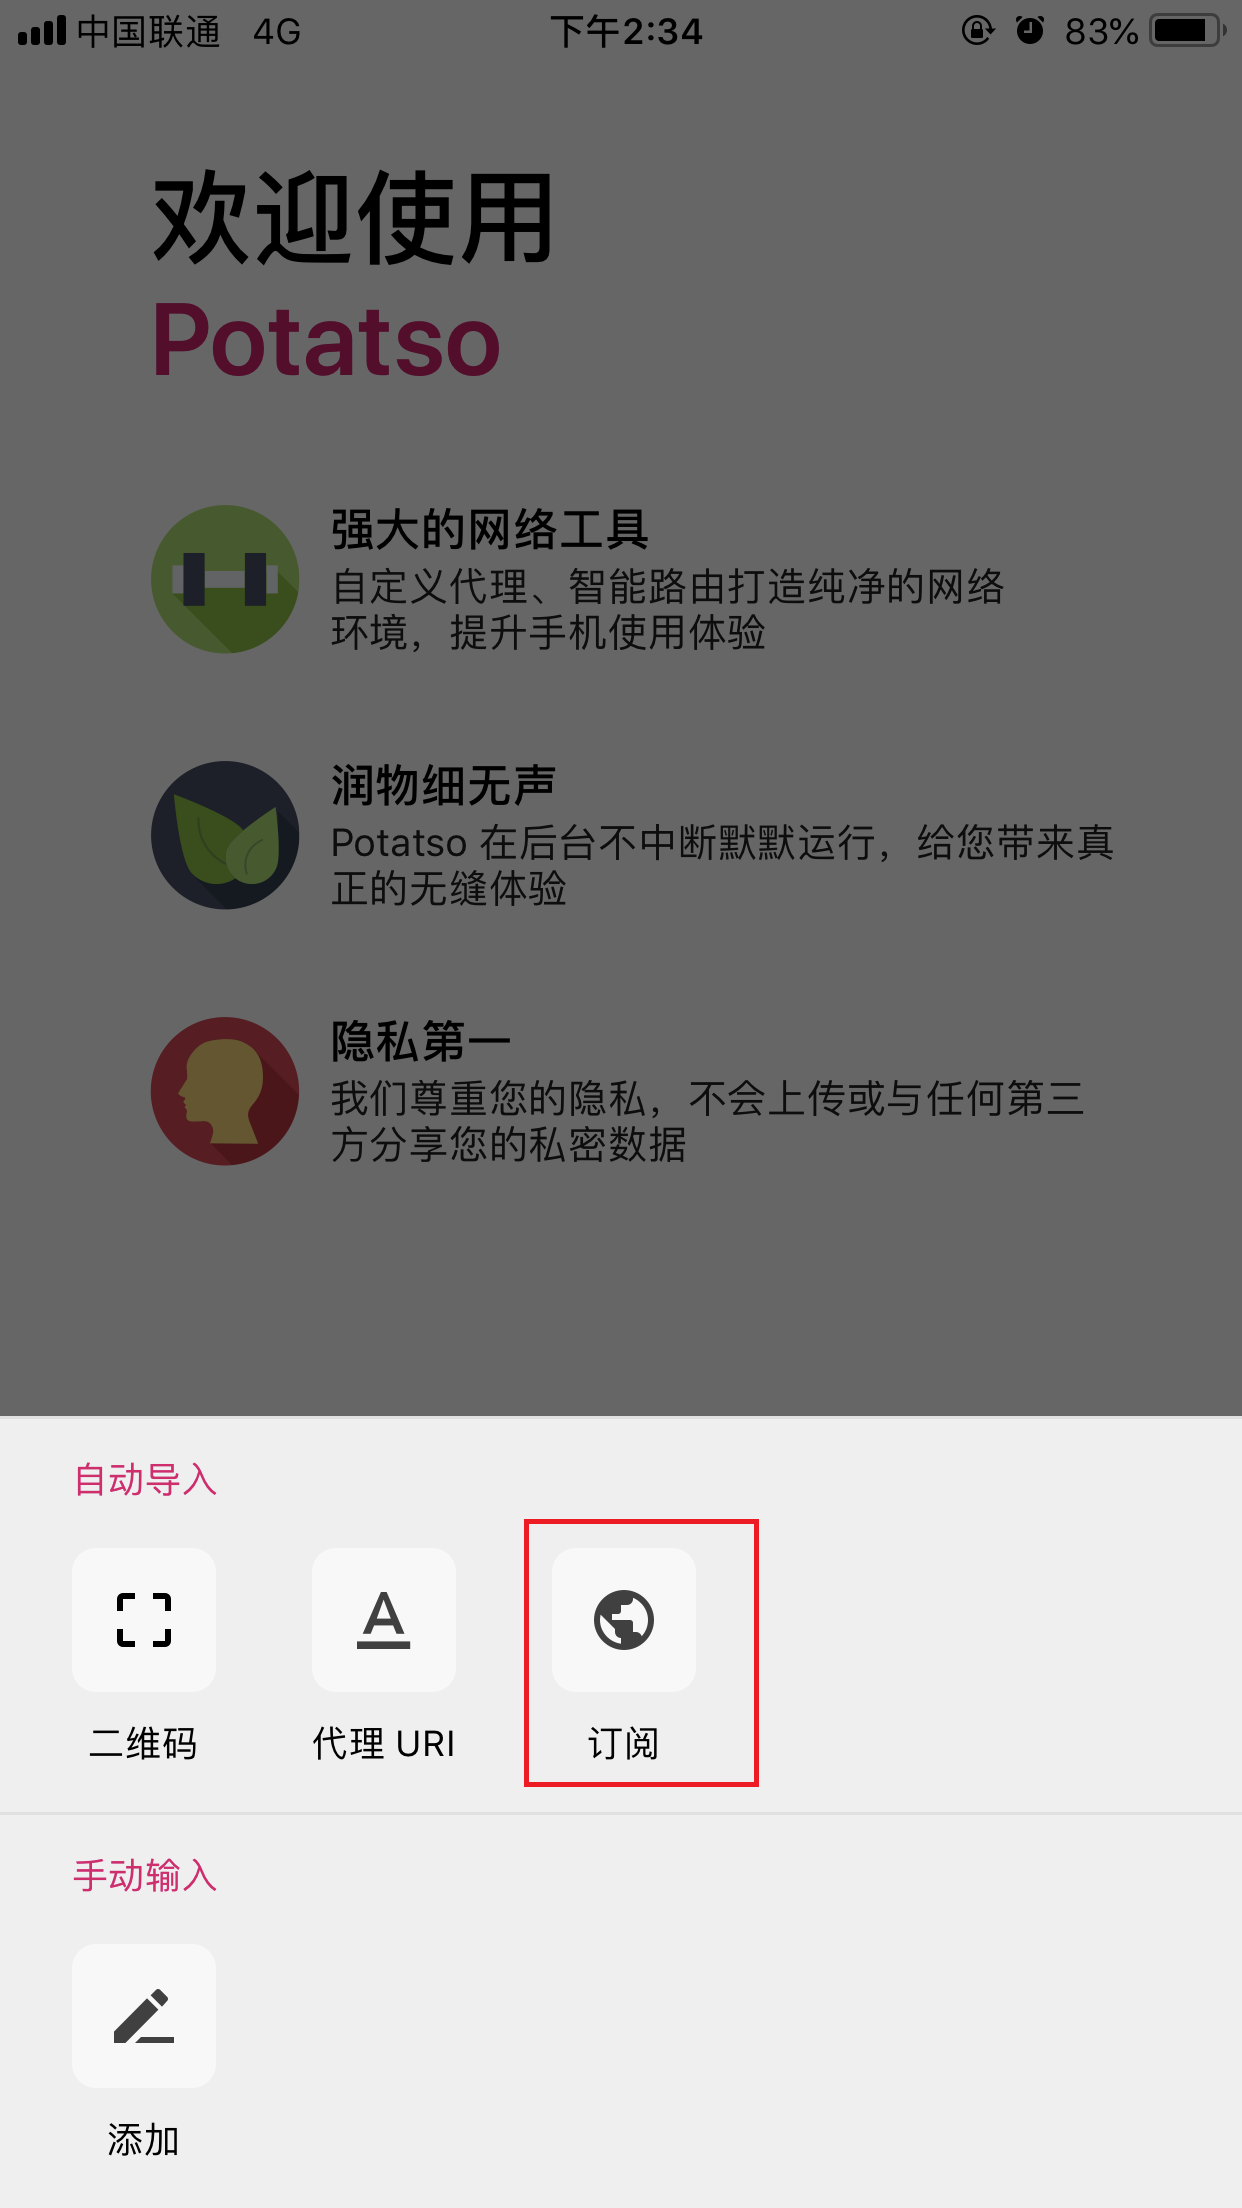 中国联通 4G 下午2:34 83%
欢迎使用
Potatso
强大的网络工具
自定义代理、智能路由打造纯净的网络
环境，提升手机使用体验
润物细无声
Potatso 在后台不中断默默运行，给您带来真
正的无缝体验
隐私第一
我们尊重您的隐私，不会上传或与任何第三
方分享您的私密数据
自动导入
二维码 代理 URI 订阅
手动输入
添加